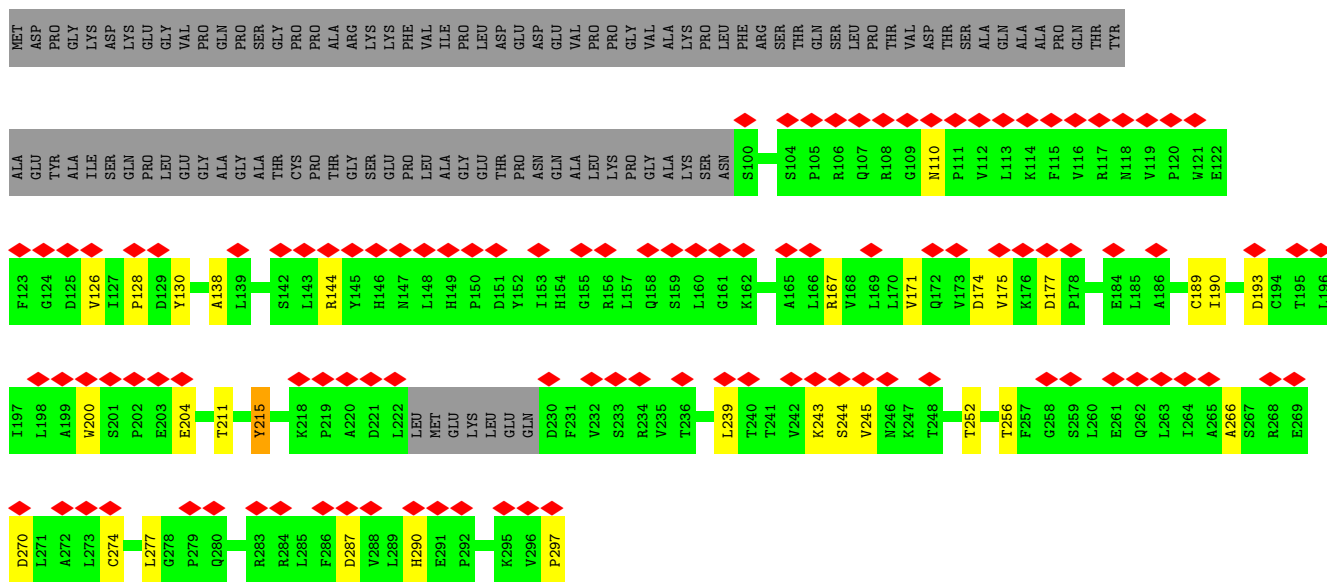 MET ASP PRO GLY LYS ASP LYS GLU GLY VAL PRO GLN PRO SER GLY PRO PRO ALA ARG LYS LYS PHE VAL ILE PRO LEU ASP GLU ASP GLU VAL PRO PRO GLY VAL ALA LYS PRO LEU PHE ARG SER THR GLN SER LEU PRO THR VAL ASP THR SER ALA GLN ALA ALA PRO GLN THR TYR
ALA GLU TYR ALA ILE SER GLN PRO LEU GLU GLY ALA GLY ALA THR CYS PRO THR GLY SER GLU PRO LEU ALA GLY GLU THR PRO ASN GLN ALA LEU LYS PRO GLY ALA LYS SER ASN S100 S104 P105 R106 Q107 R108 G109 N110 P111 V112 L113 K114 F115 V116 R117 N118 V119 P120 W121 E122
F123 G124 D125 V126 I127 P128 D129 Y130 A138 L139 S142 L143 R144 Y145 H146 N147 L148 H149 P150 D151 Y152 I153 H154 G155 R156 L157 Q158 S159 L160 G161 K162 A165 L166 R167 V168 L169 L170 V171 Q172 V173 D174 V175 K176 D177 P178 E184 L185 A186 C189 I190 D193 C194 T195 L196
I197 L198 A199 W200 S201 P202 E203 E204 T211 Y215 K218 P219 A220 D221 L222 LEU MET GLU LYS LEU GLU GLN D230 F231 V232 S233 R234 V235 T236 L239 T240 T241 V242 K243 S244 V245 N246 K247 T248 T252 T256 F257 G258 S259 L260 E261 Q262 L263 I264 A265 A266 S267 R268 E269
D270 L271 A272 L273 C274 L277 G278 P279 Q280 R283 R284 L285 F286 D287 V288 L289 H290 E291 P292 K295 V296 P297